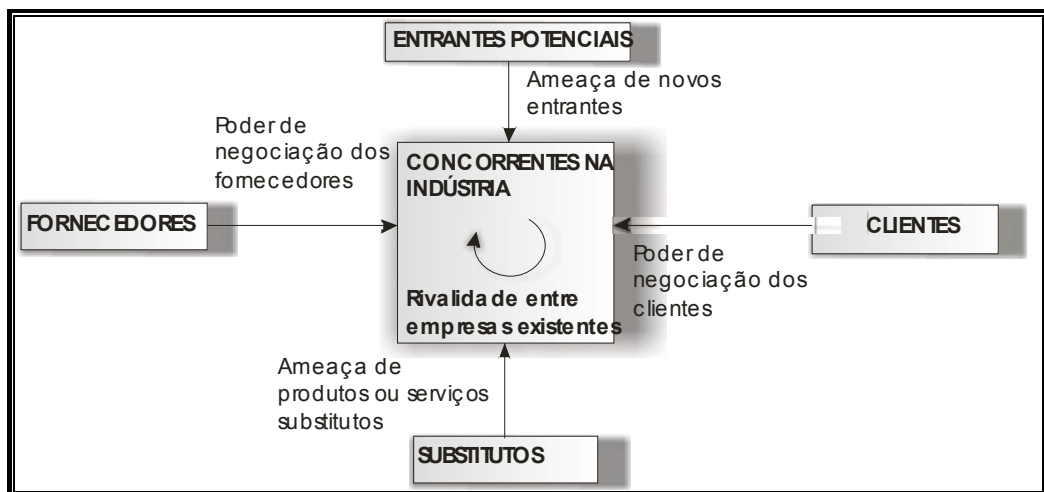 ENTRANTES POTENCIAIS
Ameaça de novos
entrantes
Poder de
negociação dos
fornecedores
CONCORRENTES NA
INDÚSTRIA
FORNECEDORES
CLIENTES
Rivalidade entre
empresas existentes
Poder de
negociação dos
clientes
Ameaça de
produtos ou serviços
substitutos
SUBSTITUTOS